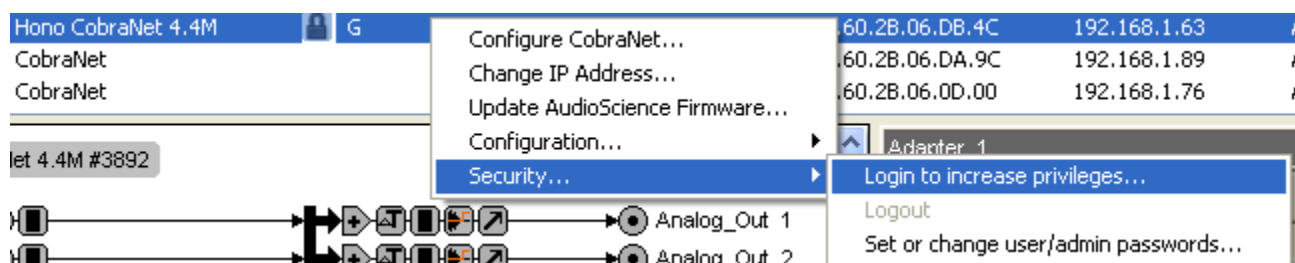 Hono CobraNet 4.4M G .60.2B.06.DB.4C 192.168.1.63
CobraNet .60.2B.06.DA.9C 192.168.1.89
CobraNet .60.2B.06.0D.00 192.168.1.76
Configure CobraNet...
Change IP Address...
Update AudioScience Firmware...
Configuration...
Security...
let 4.4M #3892
Adapter 1
Login to increase privileges...
Logout
Set or change user/admin passwords...
Analog_Out 1
Analog_Out 2